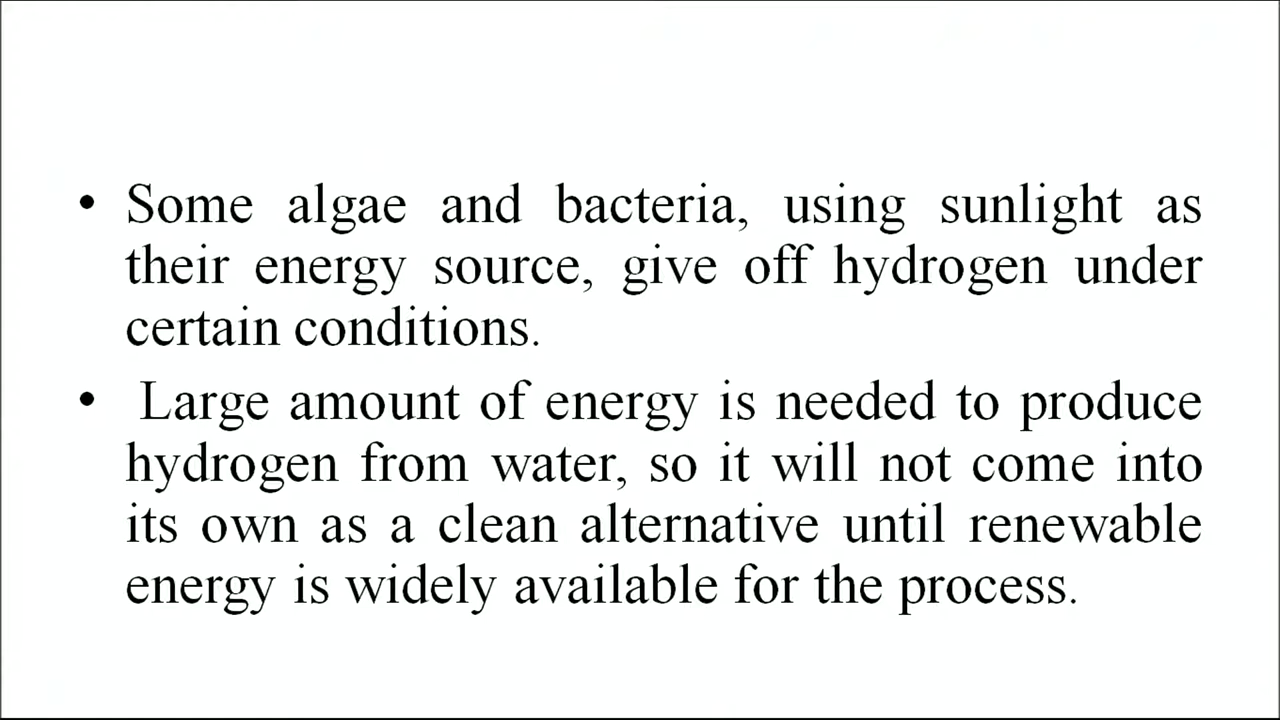 • Some algae and bacteria, using sunlight as
their energy source, give off hydrogen under
certain conditions.
• Large amount of energy is needed to produce
hydrogen from water, so it will not come into
its own as a clean alternative until renewable
energy is widely available for the process.